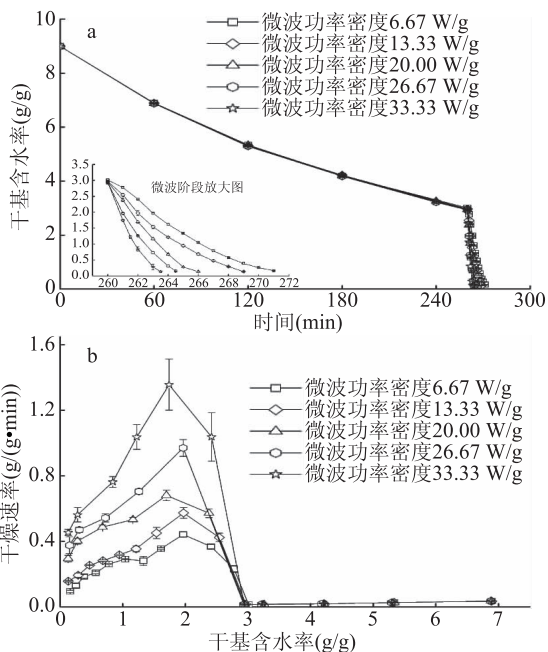 a
微波功率密度6.67 W/g
微波功率密度13.33 W/g
微波功率密度20.00 W/g
微波功率密度26.67 W/g
微波功率密度33.33 W/g
干基含水率(g/g)
10
8
6
4
2
0
微波阶段放大图
3.5
3.0
2.5
2.0
1.5
1.0
0.5
0.0
260 262 264 266 268 270 272
0 60 120 180 240 300
时间(min)
b
微波功率密度6.67 W/g
微波功率密度13.33 W/g
微波功率密度20.00 W/g
微波功率密度26.67 W/g
微波功率密度33.33 W/g
干燥速率(g/(g•min))
1.6
1.2
0.8
0.4
0.0
0 1 2 3 4 5 6 7
干基含水率(g/g)